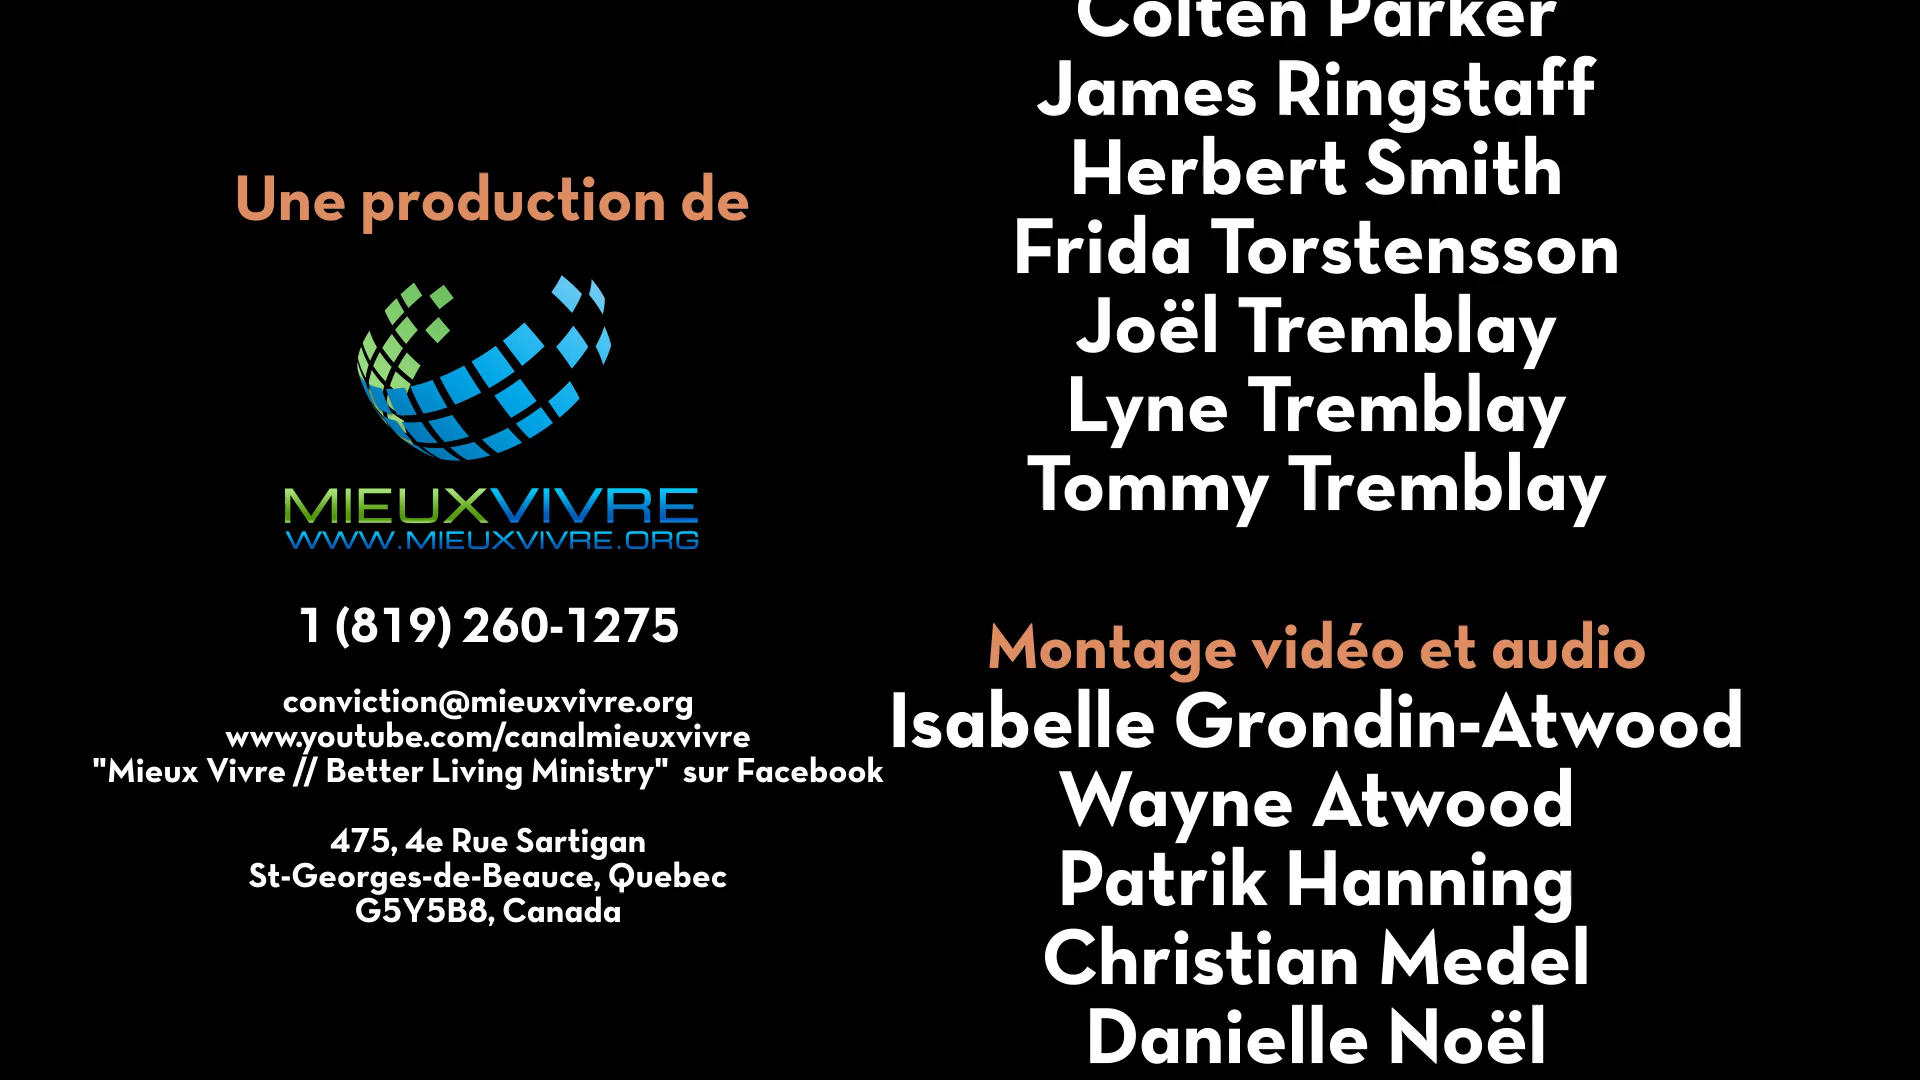 Une production de
MIEUXVIVRE
WWW.MIEUXVIVRE.ORG
1 (819) 260-1275
conviction@mieuxvivre.org
www.youtube.com/canalmieuxvivre
"Mieux Vivre // Better Living Ministry" sur Facebook
475, 4e Rue Sartigan
St-Georges-de-Beauce, Quebec
G5Y5B8, Canada
Colten Parker
James Ringstaff
Herbert Smith
Frida Torstensson
Joël Tremblay
Lyne Tremblay
Tommy Tremblay
Montage vidéo et audio
Isabelle Grondin-Atwood
Wayne Atwood
Patrik Hanning
Christian Medel
Danielle Noël